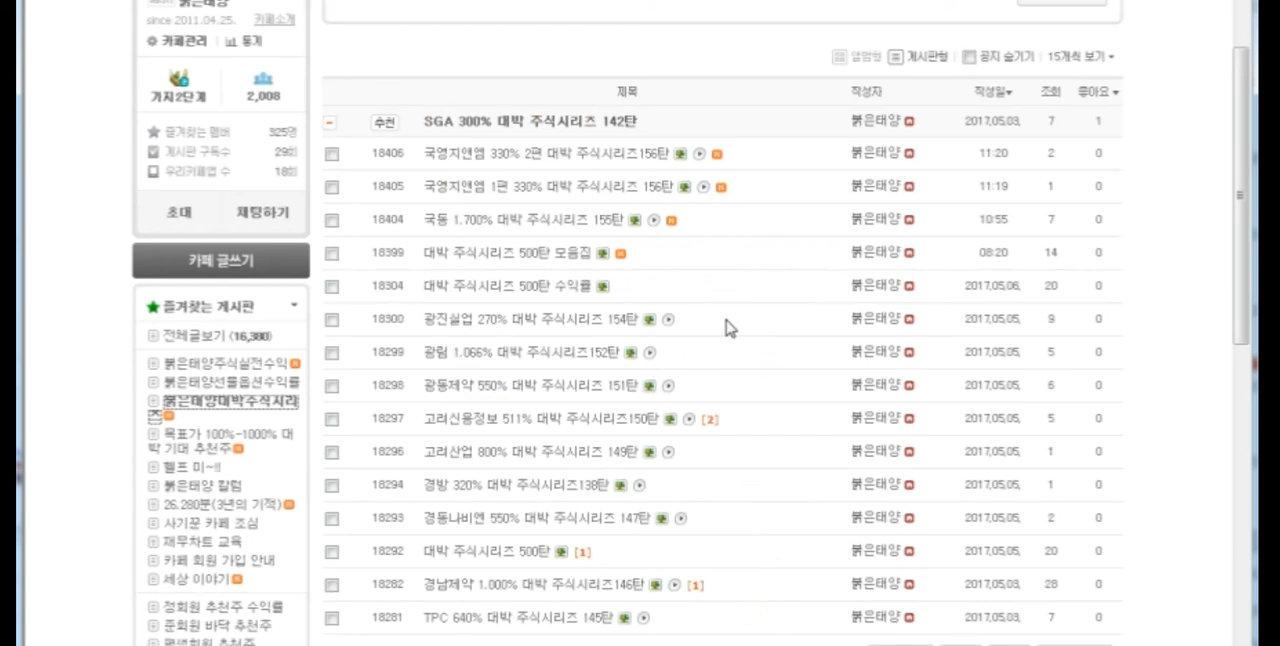 붉은태양
since 2011.04.25. 카페소개
카페관리 통계
가지2단계 2,008
즐겨찾는 멤버 325명
게시판 구독수 29회
우리카페앱 수 18회
초대 채팅하기
카페 글쓰기
즐겨찾는 게시판
전체글보기 (16,380)
붉은태양주식실전수익
붉은태양선물옵션수익률
붉은태양대박주식시리
즈
목표가 100%~1000% 대
박 기대 추천주
헬프 미~!!
붉은태양 칼럼
26.280분(3년의 기적)
사기꾼 카페 조심
재무차트 교육
카페 회원 가입 안내
세상 이야기
정회원 추천주 수익률
준회원 바닥 추천주
평생회원 추천주
앨범형 게시판형 공지 숨기기 15개씩 보기
제목 작성자 작성일 조회 좋아요
추천 SGA 300% 대박 주식시리즈 142탄 붉은태양 2017.05.03. 7 1
18406 국영지앤엠 330% 2편 대박 주식시리즈156탄 붉은태양 11:20 2 0
18405 국영지앤엠 1편 330% 대박 주식시리즈 156탄 붉은태양 11:19 1 0
18404 국동 1.700% 대박 주식시리즈 155탄 붉은태양 10:55 7 0
18399 대박 주식시리즈 500탄 모음집 붉은태양 08:20 14 0
18304 대박 주식시리즈 500탄 수익률 붉은태양 2017.05.06. 20 0
18300 광진실업 270% 대박 주식시리즈 154탄 붉은태양 2017.05.05. 9 0
18299 광림 1.066% 대박 주식시리즈152탄 붉은태양 2017.05.05. 5 0
18298 광동제약 550% 대박 주식시리즈 151탄 붉은태양 2017.05.05. 6 0
18297 고려신용정보 511% 대박 주식시리즈150탄 [2] 붉은태양 2017.05.05. 5 0
18296 고려산업 800% 대박 주식시리즈 149탄 붉은태양 2017.05.05. 1 0
18294 경방 320% 대박 주식시리즈138탄 붉은태양 2017.05.05. 1 0
18293 경동나비엔 550% 대박 주식시리즈 147탄 붉은태양 2017.05.05. 2 0
18292 대박 주식시리즈 500탄 [1] 붉은태양 2017.05.05. 20 0
18282 경남제약 1.000% 대박 주식시리즈146탄 [1] 붉은태양 2017.05.03. 28 0
18281 TPC 640% 대박 주식시리즈 145탄 붉은태양 2017.05.03. 7 0